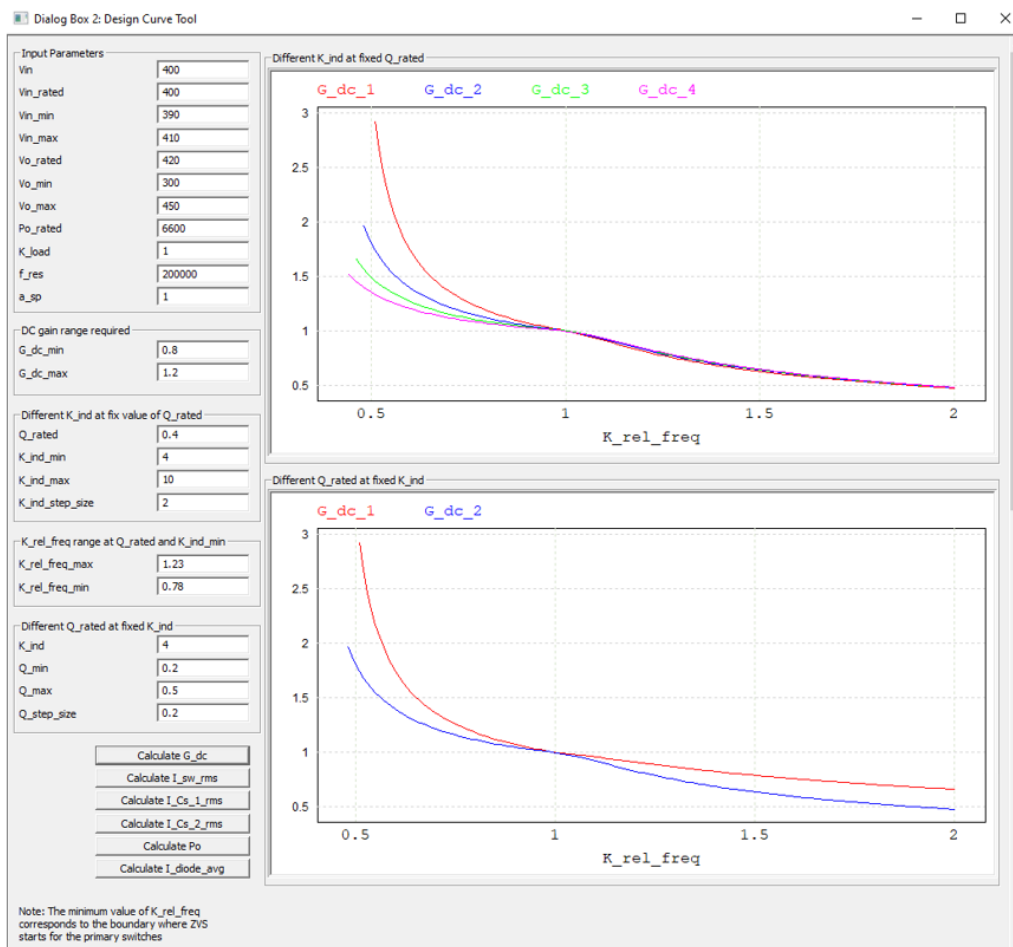 Dialog Box 2: Design Curve Tool
Input Parameters
Vin 400
Vin_rated 400
Vin_min 390
Vin_max 410
Vo_rated 420
Vo_min 300
Vo_max 450
Po_rated 6600
K_load 1
f_res 200000
a_sp 1
DC gain range required
G_dc_min 0.8
G_dc_max 1.2
Different K_ind at fix value of Q_rated
Q_rated 0.4
K_ind_min 4
K_ind_max 10
K_ind_step_size 2
K_rel_freq range at Q_rated and K_ind_min
K_rel_freq_max 1.23
K_rel_freq_min 0.78
Different Q_rated at fixed K_ind
K_ind 4
Q_min 0.2
Q_max 0.5
Q_step_size 0.2
Calculate G_dc
Calculate I_sw_rms
Calculate I_Cs_1_rms
Calculate I_Cs_2_rms
Calculate Po
Calculate I_diode_avg
Note: The minimum value of K_rel_freq
corresponds to the boundary where ZVS
starts for the primary switches
Different K_ind at fixed Q_rated
G_dc_1 G_dc_2 G_dc_3 G_dc_4
3
2.5
2
1.5
1
0.5
0.5 1 1.5 2
K_rel_freq
Different Q_rated at fixed K_ind
G_dc_1 G_dc_2
3
2.5
2
1.5
1
0.5
0.5 1 1.5 2
K_rel_freq